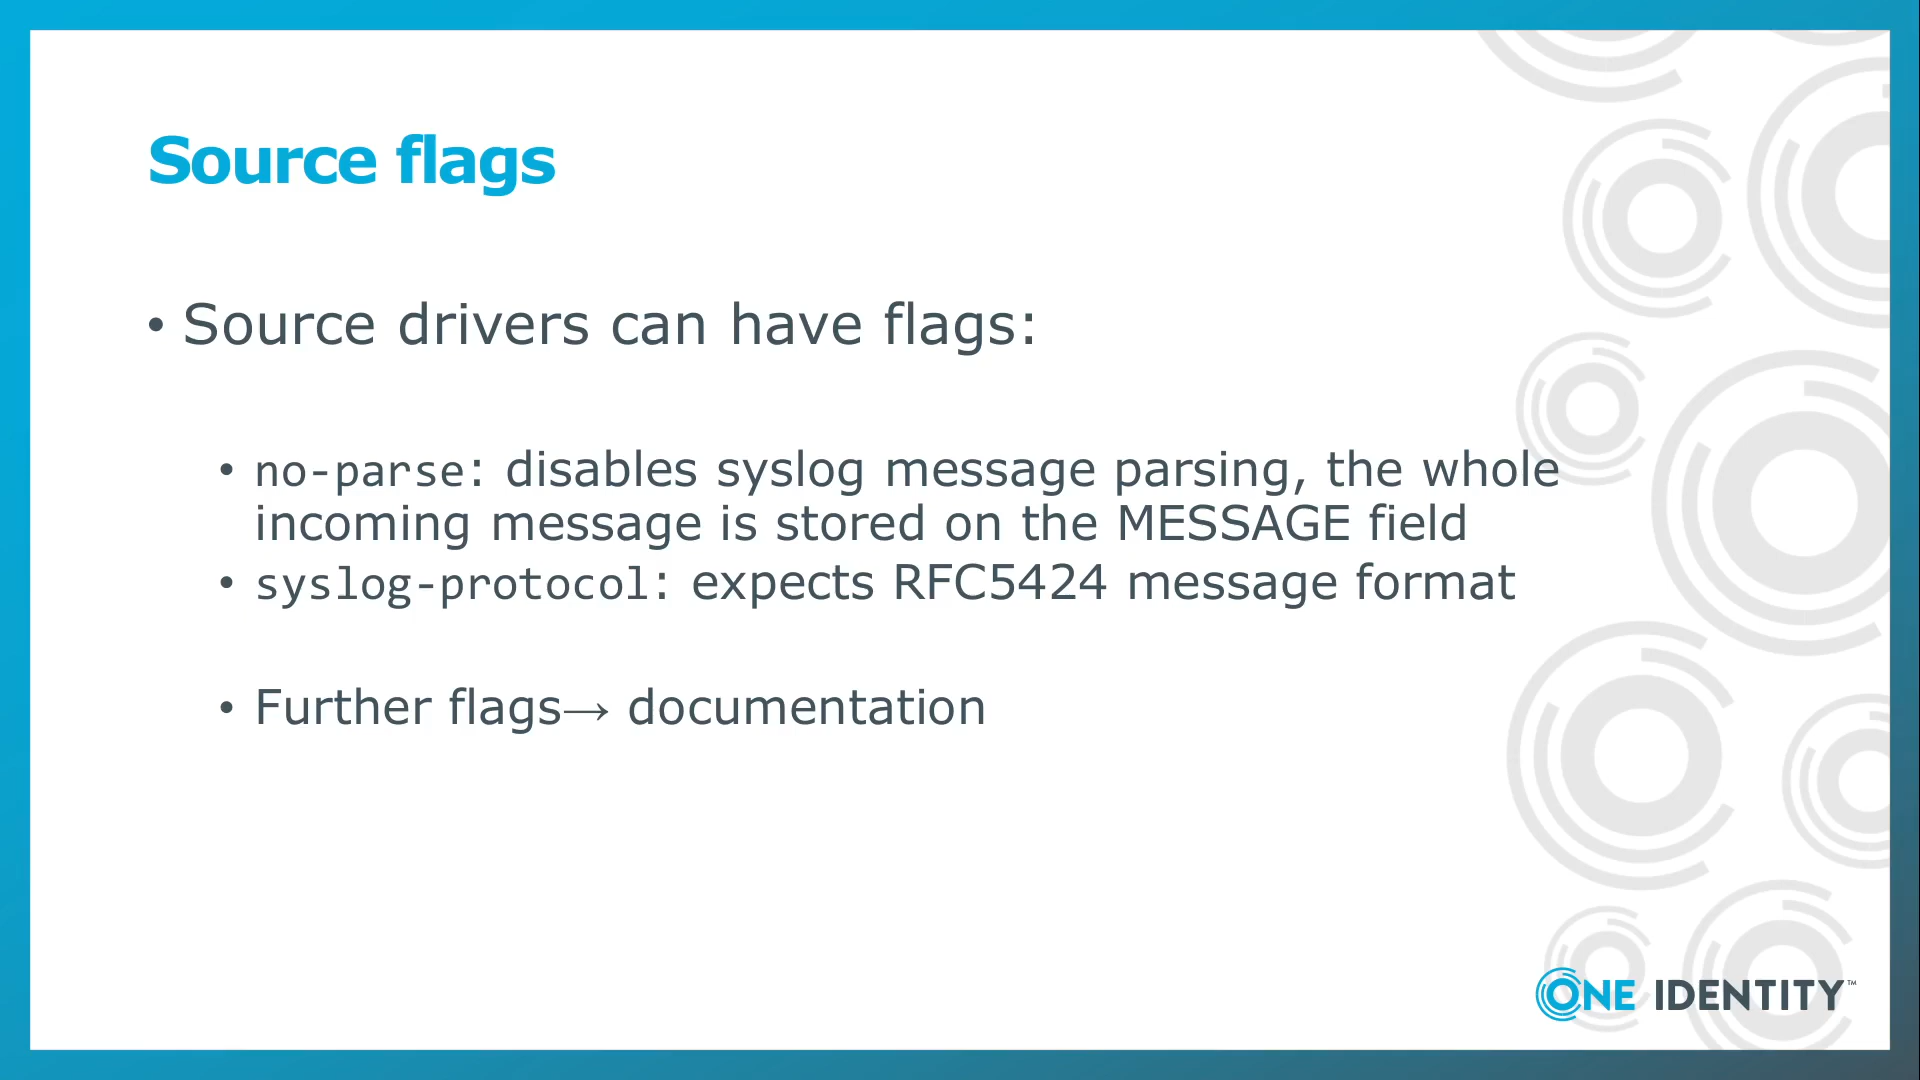 Source flags
• Source drivers can have flags:
• no-parse: disables syslog message parsing, the whole
incoming message is stored on the MESSAGE field
• syslog-protocol: expects RFC5424 message format
• Further flags→ documentation
ONE IDENTITY™